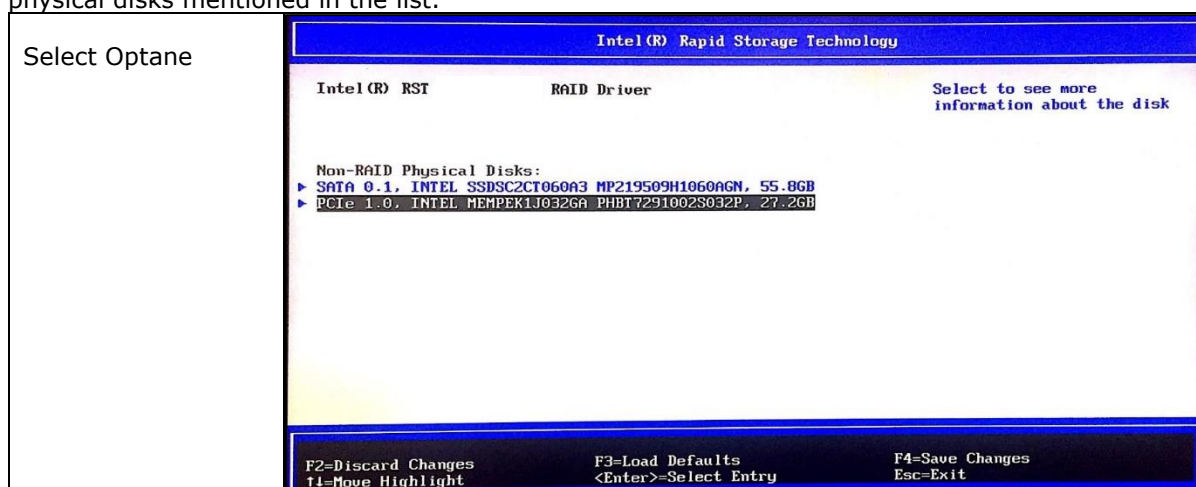 physical disks mentioned in the list.
Select Optane
Intel(R) Rapid Storage Technology
Intel(R) RST RAID Driver
Select to see more
information about the disk
Non-RAID Physical Disks:
SATA 0.1, INTEL SSDSC2CT060A3 MP219509H1060AGN, 55.8GB
PCIe 1.0, INTEL MEMPEK1J032GA PHBT7291002S032P, 27.2GB
F2=Discard Changes F3=Load Defaults F4=Save Changes
↑↓=Move Highlight <Enter>=Select Entry Esc=Exit